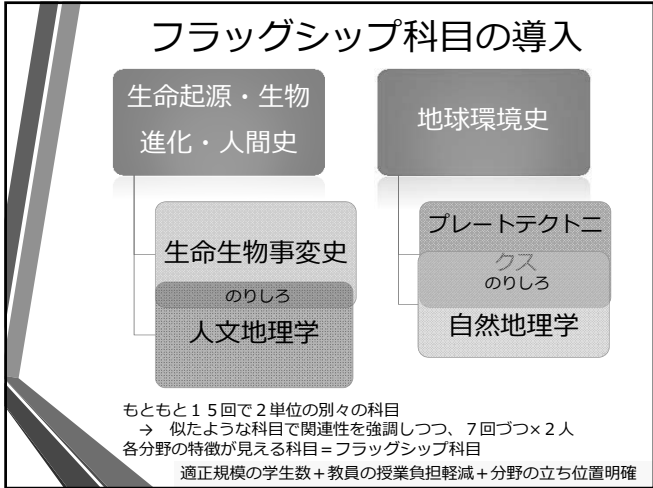 フラッグシップ科目の導入
生命起源・生物
進化・人間史
地球環境史
生命生物事変史
のりしろ
人文地理学
プレートテクトニ
クス
のりしろ
自然地理学
もともと１５回で２単位の別々の科目
→ 似たような科目で関連性を強調しつつ、７回づつ×２人
各分野の特徴が見える科目＝フラッグシップ科目
適正規模の学生数＋教員の授業負担軽減＋分野の立ち位置明確